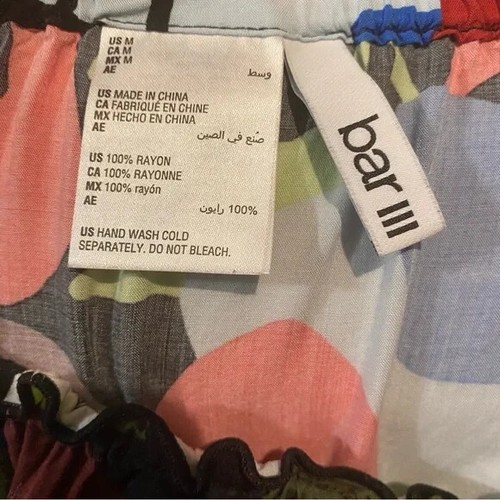 US M
CA M
MX M
AE
وسط
US MADE IN CHINA
CA FABRIQUÉ EN CHINE
MX HECHO EN CHINA
AE
صُنع في الصين
US 100% RAYON
CA 100% RAYONNE
MX 100% rayón
AE
100% رايون
US HAND WASH COLD
SEPARATELY. DO NOT BLEACH.
bar III